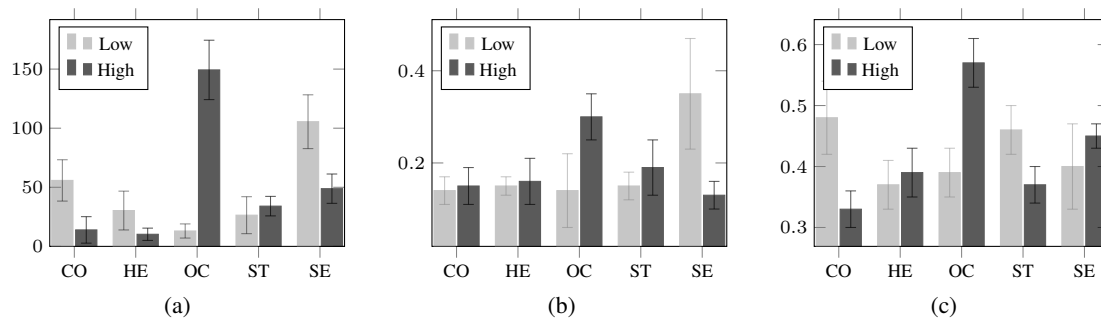 Low
High
150
100
50
0
CO HE OC ST SE
(a)
Low
High
0.4
0.2
CO HE OC ST SE
(b)
Low
High
0.6
0.5
0.4
0.3
CO HE OC ST SE
(c)